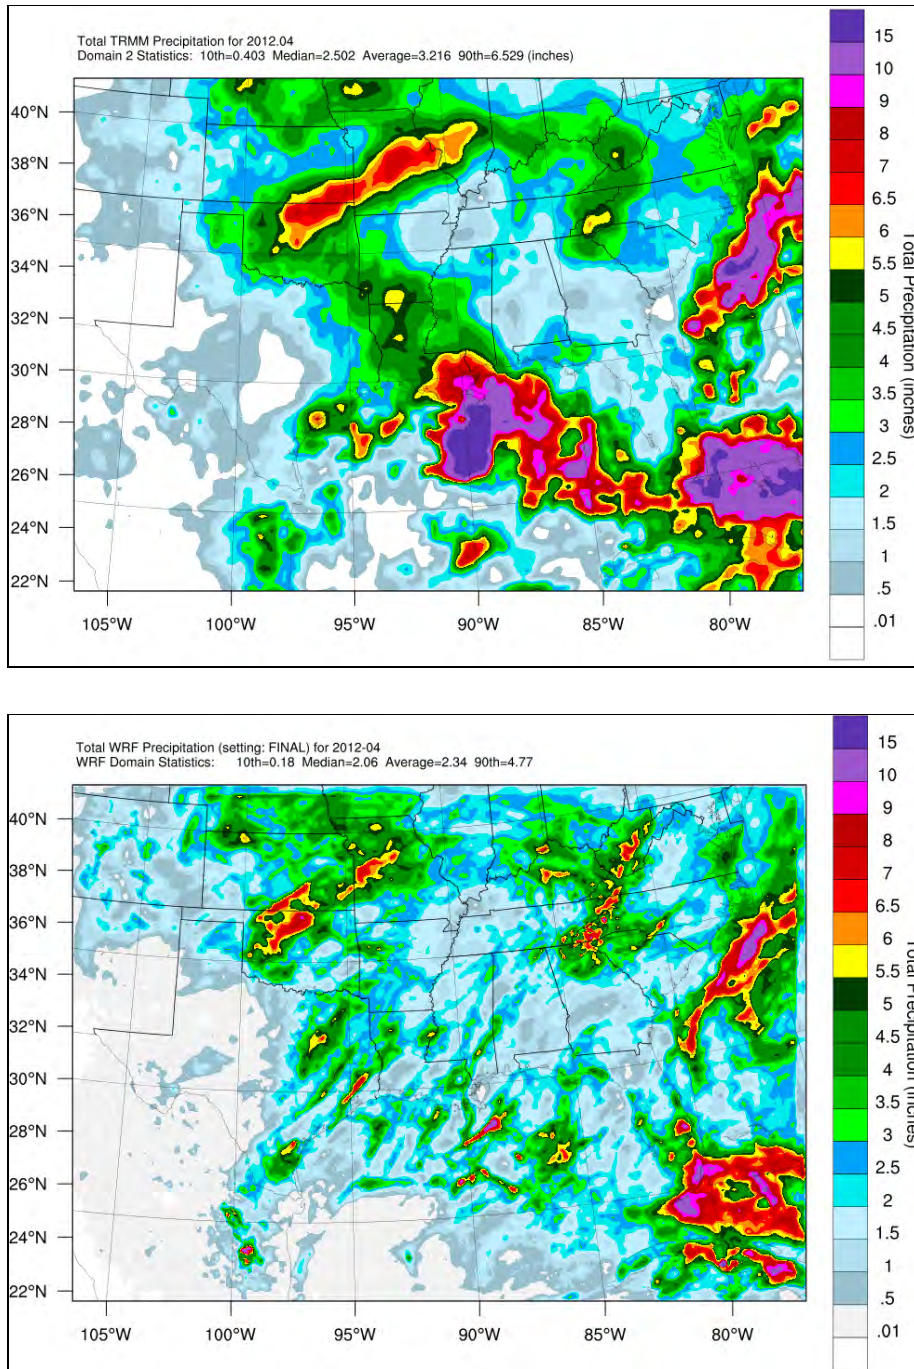 Total TRMM Precipitation for 2012.04
Domain 2 Statistics: 10th=0.403 Median=2.502 Average=3.216 90th=6.529 (inches)
40°N
38°N
36°N
34°N
32°N
30°N
28°N
26°N
24°N
22°N
105°W 100°W 95°W 90°W 85°W 80°W
15
10
9
8
7
6.5
6
5.5
5
4.5
4
3.5
3
2.5
2
1.5
1
.5
.01
Total Precipitation (inches)
Total WRF Precipitation (setting: FINAL) for 2012-04
WRF Domain Statistics: 10th=0.18 Median=2.06 Average=2.34 90th=4.77
40°N
38°N
36°N
34°N
32°N
30°N
28°N
26°N
24°N
22°N
105°W 100°W 95°W 90°W 85°W 80°W
15
10
9
8
7
6.5
6
5.5
5
4.5
4
3.5
3
2.5
2
1.5
1
.5
.01
Total Precipitation (inches)